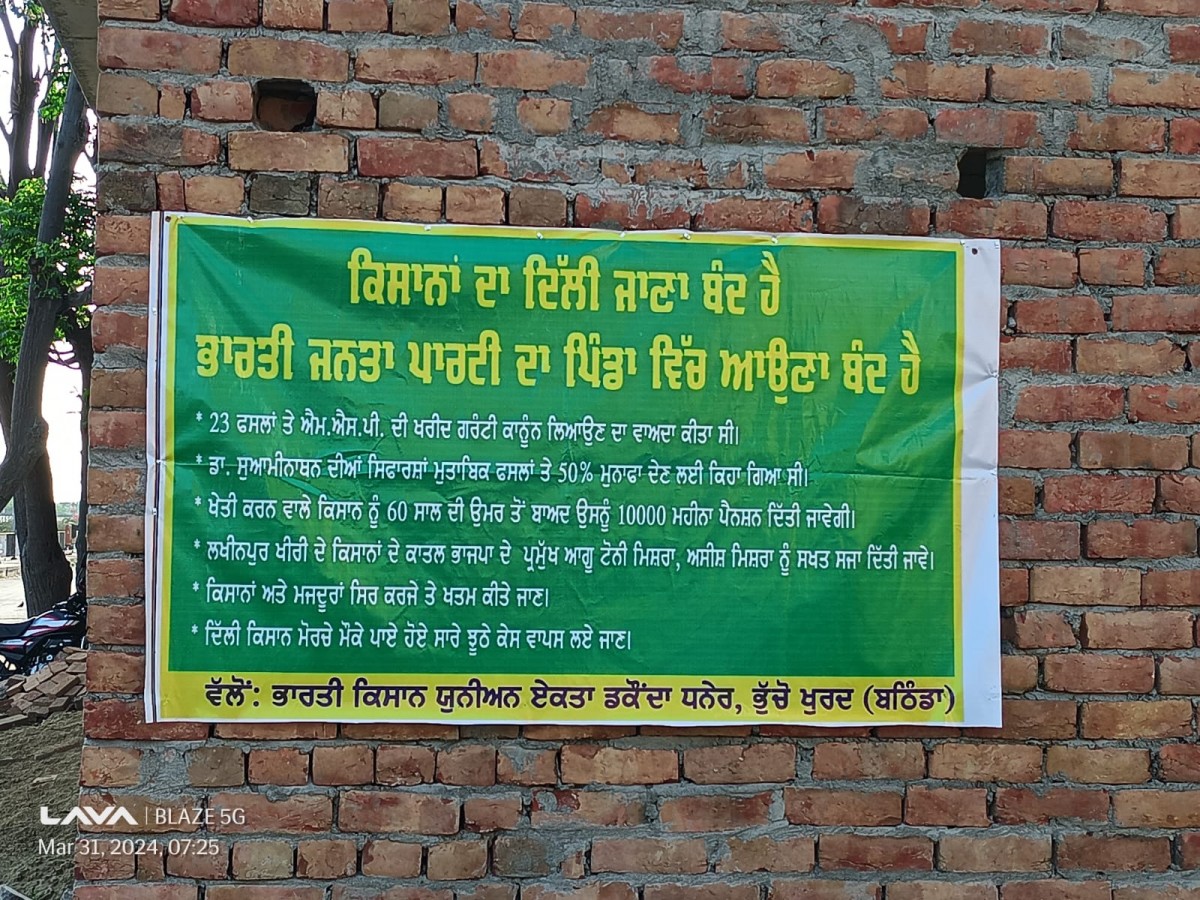 ਕਿਸਾਨਾਂ ਦਾ ਦਿੱਲੀ ਜਾਣਾ ਬੰਦ ਹੈ
ਭਾਰਤੀ ਜਨਤਾ ਪਾਰਟੀ ਦਾ ਪਿੰਡਾ ਵਿੱਚ ਆਉਣਾ ਬੰਦ ਹੈ
* 23 ਫਸਲਾਂ ਤੇ ਐਮ.ਐਸ.ਪੀ. ਦੀ ਖਰੀਦ ਗਰੰਟੀ ਕਾਨੂੰਨ ਲਿਆਉਣ ਦਾ ਵਾਅਦਾ ਕੀਤਾ ਸੀ।
* ਡਾ. ਸੁਆਮੀਨਾਥਨ ਦੀਆਂ ਸਿਫਾਰਸ਼ਾਂ ਮੁਤਾਬਿਕ ਫਸਲਾਂ ਤੇ 50% ਮੁਨਾਫਾ ਦੇਣ ਲਈ ਕਿਹਾ ਗਿਆ ਸੀ।
* ਖੇਤੀ ਕਰਨ ਵਾਲੇ ਕਿਸਾਨ ਨੂੰ 60 ਸਾਲ ਦੀ ਉਮਰ ਤੋਂ ਬਾਅਦ ਉਸਨੂੰ 10000 ਮਹੀਨਾ ਪੈਨਸ਼ਨ ਦਿੱਤੀ ਜਾਵੇਗੀ।
* ਲਖੀਨਪੁਰ ਖੀਰੀ ਦੇ ਕਿਸਾਨਾਂ ਦੇ ਕਾਤਲ ਭਾਜਪਾ ਦੇ ਪ੍ਰਮੁੱਖ ਆਗੂ ਟੋਨੀ ਮਿਸ਼ਰਾ, ਅਸੀਸ਼ ਮਿਸ਼ਰਾ ਨੂੰ ਸਖਤ ਸਜਾ ਦਿੱਤੀ ਜਾਵੇ।
* ਕਿਸਾਨਾਂ ਅਤੇ ਮਜਦੂਰਾਂ ਸਿਰ ਕਰਜੇ ਤੇ ਖਤਮ ਕੀਤੇ ਜਾਣ।
* ਦਿੱਲੀ ਕਿਸਾਨ ਮੋਰਚੇ ਮੌਕੇ ਪਾਏ ਹੋਏ ਸਾਰੇ ਝੂਠੇ ਕੇਸ ਵਾਪਸ ਲਏ ਜਾਣ।
ਵੱਲੋਂ: ਭਾਰਤੀ ਕਿਸਾਨ ਯੂਨੀਅਨ ਏਕਤਾ ਡਕੌਂਦਾ ਧਨੇਰ, ਭੁੱਚੋ ਖੁਰਦ (ਬਠਿੰਡਾ)
LAVA | BLAZE 5G
Mar 31, 2024, 07:25